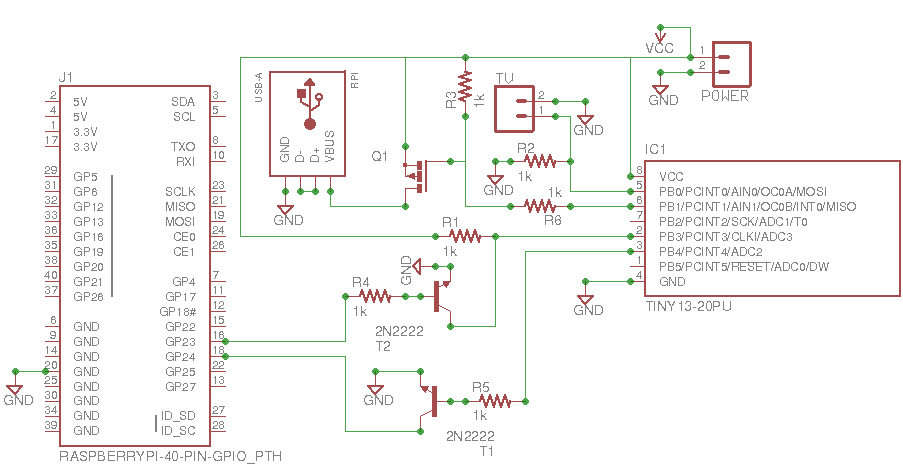 J1
2 5V SDA 3
4 5V SCL 5
1 3.3V
17 3.3V TXO 8
RXI 10
29 GP5
31 GP6 SCLK 23
32 GP12 MISO 21
33 GP13 MOSI 19
36 GP16 CE0 24
35 GP19 CE1 26
38 GP20
40 GP21 GP4 7
37 GP26 GP17 11
GP18# 12
6 GND GP22 15
9 GND GP23 16
14 GND GP24 18
20 GND GP25 22
25 GND GP27 13
30 GND
34 GND ID_SD 27
39 GND ID_SC 28
RASPBERRYPI-40-PIN-GPIO_PTH
GND
USB-A
RPI
GND
D-
D+
VBUS
GND
Q1
R3
1k
TV
2
1
GND
R2
1k
GND
R6
1k
R1
1k
GND
R4
1k
2N2222
T2
GND
R5
1k
2N2222
T1
VCC
1
2
GND
POWER
IC1
8 VCC
5 PB0/PCINT0/AIN0/OC0A/MOSI
6 PB1/PCINT1/AIN1/OC0B/INT0/MISO
7 PB2/PCINT2/SCK/ADC1/T0
2 PB3/PCINT3/CLKI/ADC3
3 PB4/PCINT4/ADC2
1 PB5/PCINT5/RESET/ADC0/DW
4 GND
GND
TINY13-20PU